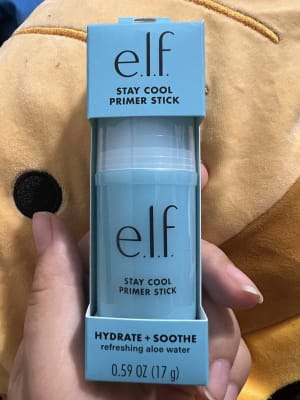 e.l.f.
STAY COOL
PRIMER STICK
e.l.f
STAY COOL
PRIMER STICK
HYDRATE + SOOTHE
refreshing aloe water
0.59 OZ (17 g)